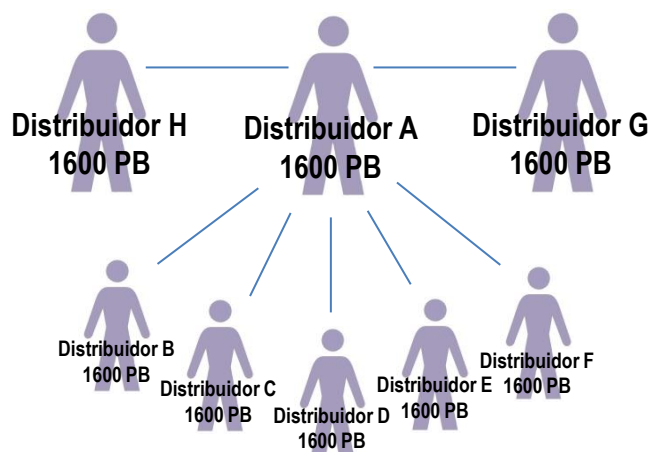 Distribuidor H
1600 PB
Distribuidor A
1600 PB
Distribuidor G
1600 PB
Distribuidor B
1600 PB
Distribuidor C
1600 PB
Distribuidor D
1600 PB
Distribuidor E
1600 PB
Distribuidor F
1600 PB